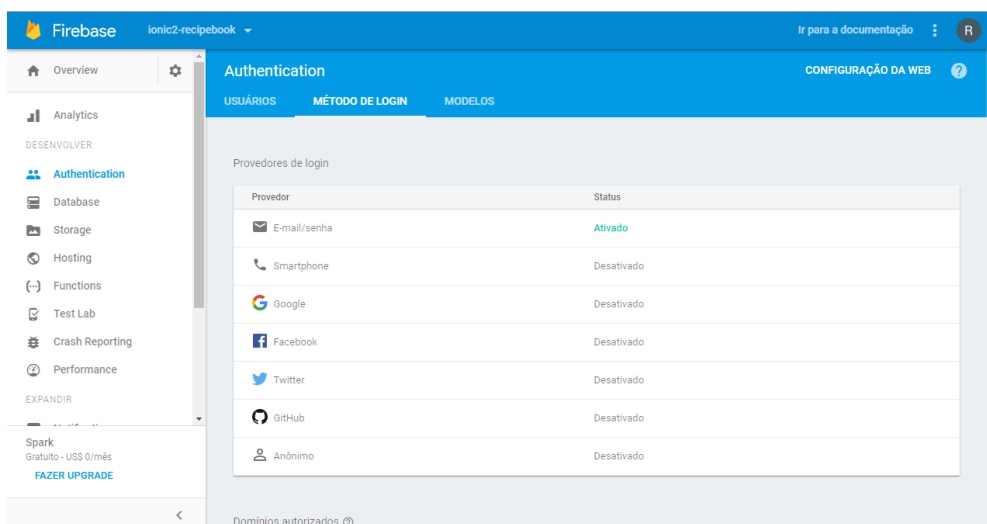 Firebase ionic2-recipebook Ir para a documentação R
Overview
Analytics
DESENVOLVER
Authentication
Database
Storage
Hosting
Functions
Test Lab
Crash Reporting
Performance
EXPANDIR
Spark
Gratuito - US$ 0/mês
FAZER UPGRADE
Authentication CONFIGURAÇÃO DA WEB
USUÁRIOS MÉTODO DE LOGIN MODELOS
Provedores de login
Provedor Status
E-mail/senha Ativado
Smartphone Desativado
Google Desativado
Facebook Desativado
Twitter Desativado
GitHub Desativado
Anônimo Desativado
Domínios autorizados